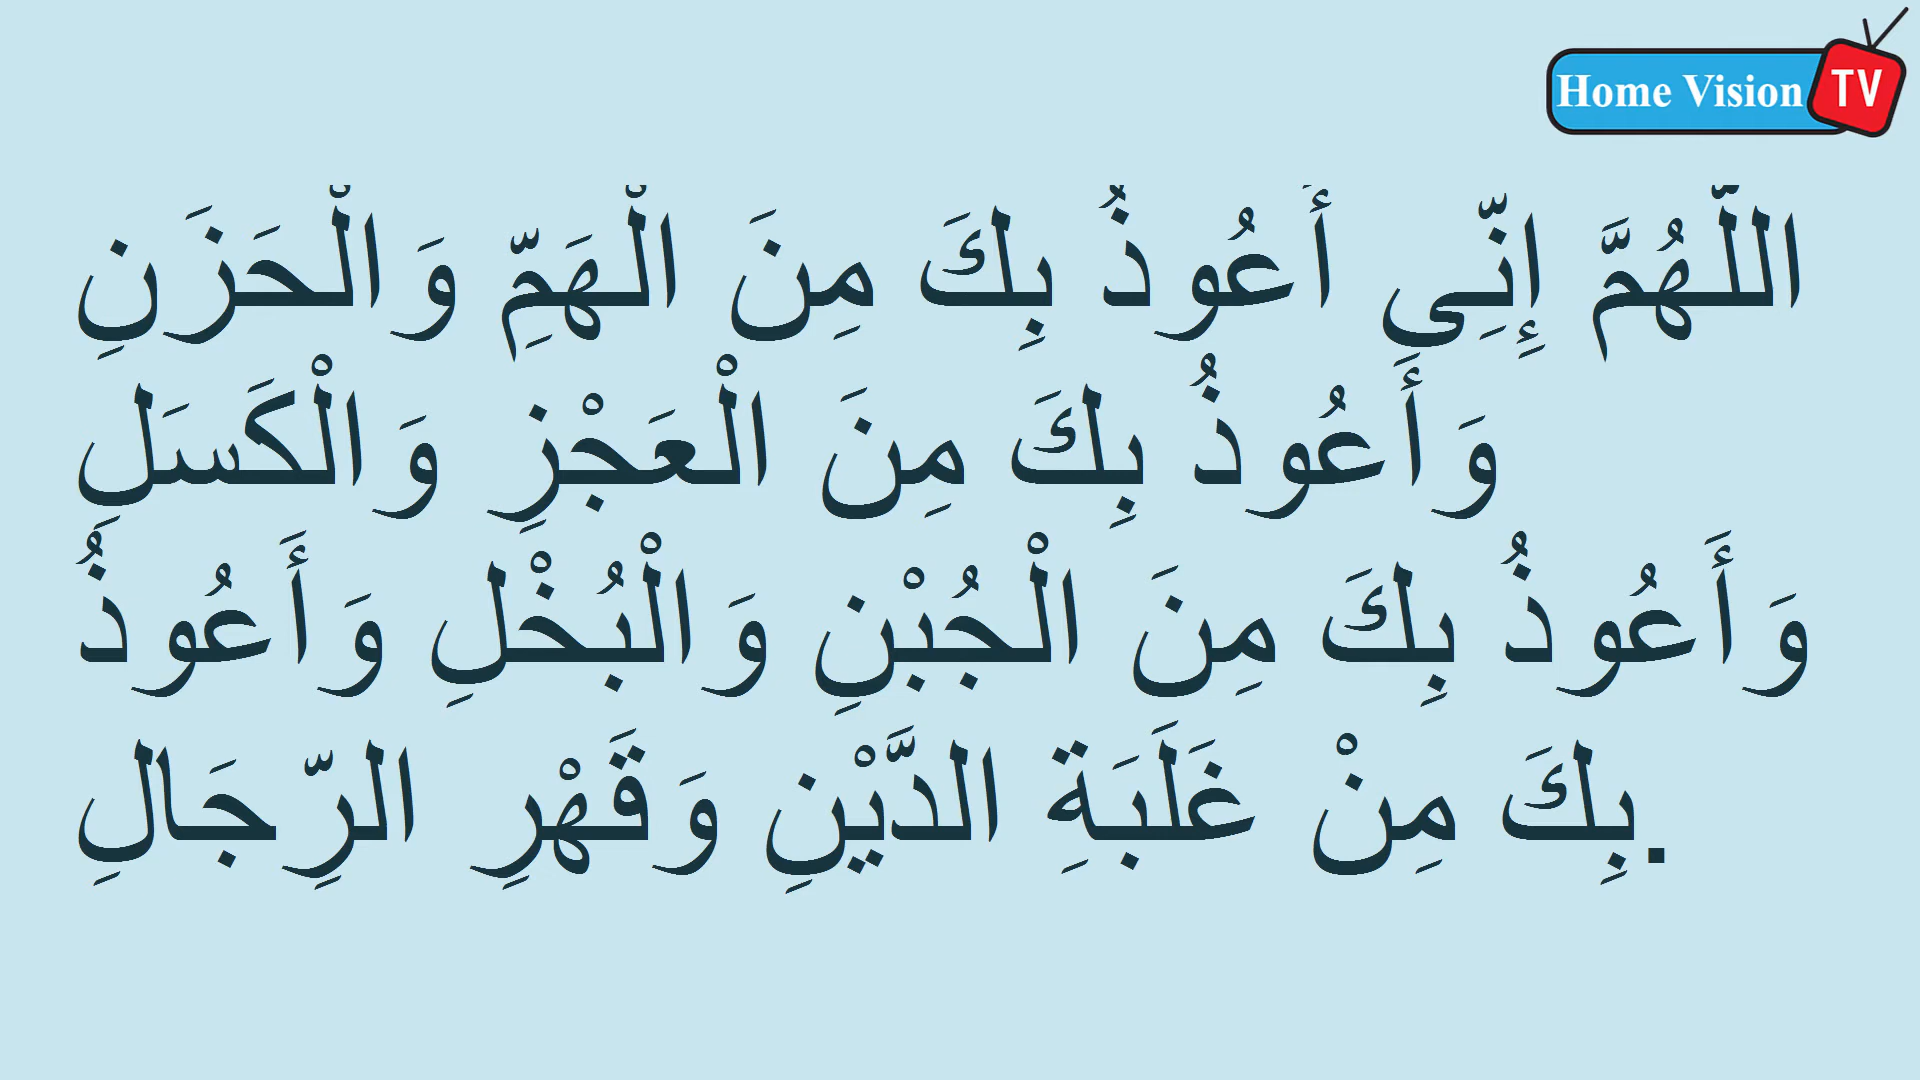 Home Vision TV
اللّهُمَّ إِنِّى أَعُوذُ بِكَ مِنَ الْهَمِّ وَالْحَزَنِ
وَأَعُوذُ بِكَ مِنَ الْعَجْزِ وَالْكَسَلِ
وَأَعُوذُ بِكَ مِنَ الْجُبْنِ وَالْبُخْلِ وَأَعُوذُ
بِكَ مِنْ غَلَبَةِ الدَّيْنِ وَقَهْرِ الرِّجَالِ.